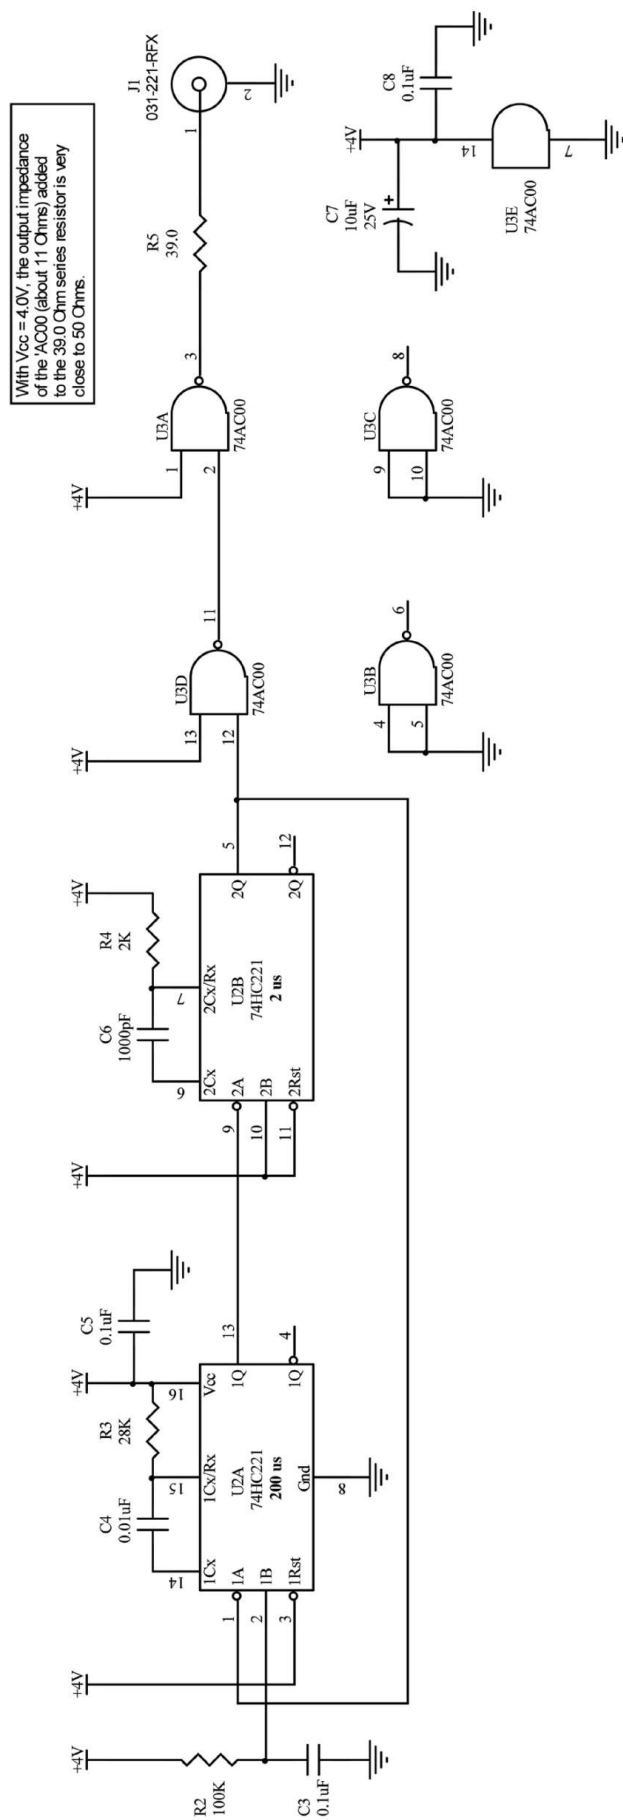 With Vcc = 4.0V, the output impedance
of the 'AC00 (about 11 Ohms) added
to the 39.0 Ohm series resistor is very
close to 50 Ohms.
+4V
R2
100K
C3
0.1uF
+4V
C4
0.01uF
R3
28K
+4V
C5
0.1uF
14
15
16
1Cx
1Cx/Rx
Vcc
1
1A
2
1B
3
1Rst
U2A
74HC221
200 us
Gnd
8
1Q
13
1Q
4
+4V
C6
1000pF
R4
2K
+4V
6
7
2Cx
2Cx/Rx
9
2A
10
2B
11
2Rst
U2B
74HC221
2 us
2Q
5
2Q
12
+4V
13
12
U3D
74AC00
11
+4V
1
2
U3A
74AC00
3
R5
39.0
J1
031-221-RFX
1
2
4
5
U3B
74AC00
6
9
10
U3C
74AC00
8
C7
10uF
25V
+
+4V
C8
0.1uF
14
U3E
74AC00
7